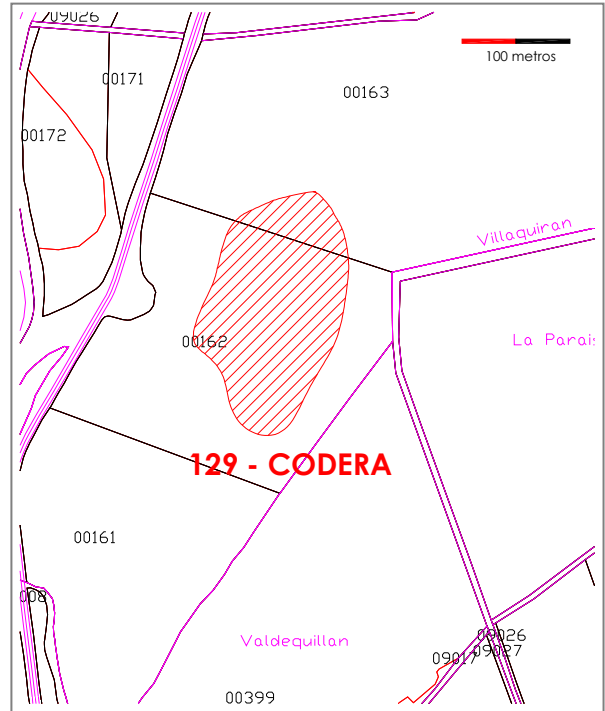 09026
00171
00163
100 metros
00172
Villaquiran
00162
La Parais
129 - CODERA
00161
008
Valdequillan
09026
09027
09017
00399